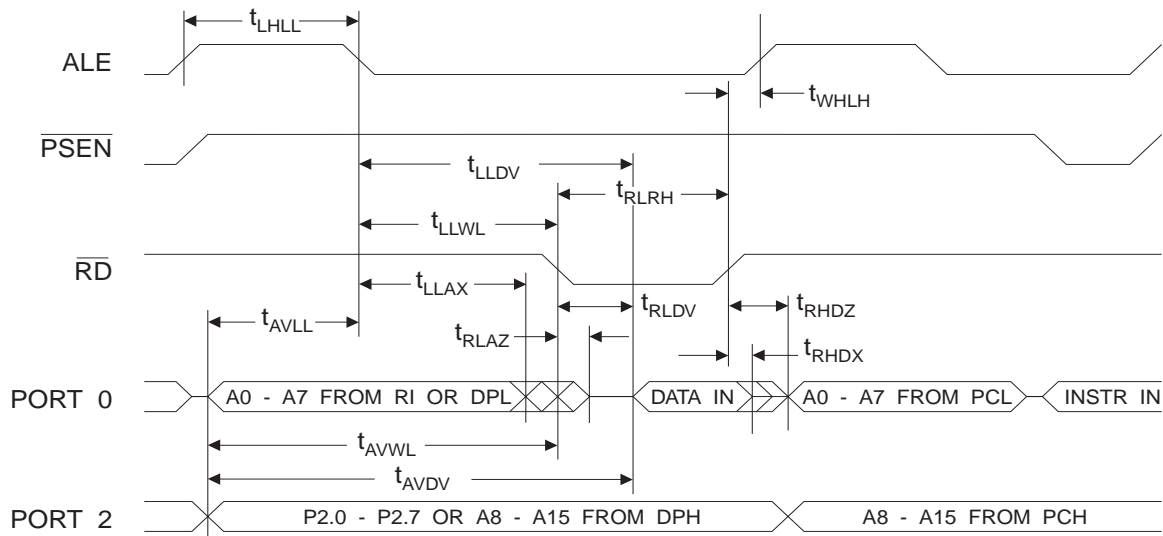 tLHLL
ALE
tWHLH
PSEN
tLLDV
tRLRH
tLLWL
RD
tLLAX
tRLDV
tRHDZ
tAVLL
tRLAZ
tRHDX
PORT 0
A0 - A7 FROM RI OR DPL
DATA IN
A0 - A7 FROM PCL
INSTR IN
tAVWL
tAVDV
PORT 2
P2.0 - P2.7 OR A8 - A15 FROM DPH
A8 - A15 FROM PCH